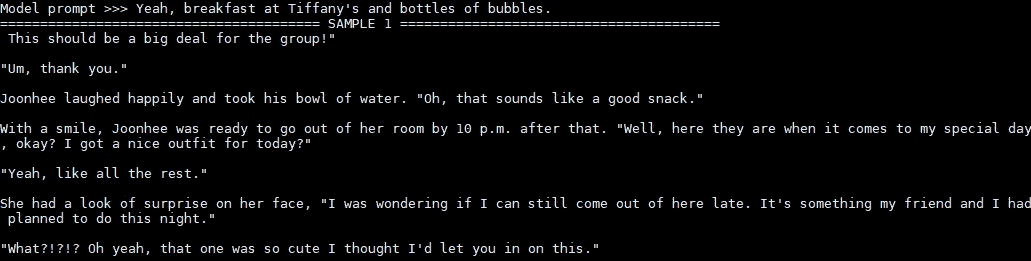 Model prompt >>> Yeah, breakfast at Tiffany's and bottles of bubbles.
======================================== SAMPLE 1 ========================================
This should be a big deal for the group!"
"Um, thank you."
Joonhee laughed happily and took his bowl of water. "Oh, that sounds like a good snack."
With a smile, Joonhee was ready to go out of her room by 10 p.m. after that. "Well, here they are when it comes to my special day
, okay? I got a nice outfit for today?"
"Yeah, like all the rest."
She had a look of surprise on her face, "I was wondering if I can still come out of here late. It's something my friend and I had
planned to do this night."
"What?!?!? Oh yeah, that one was so cute I thought I'd let you in on this."